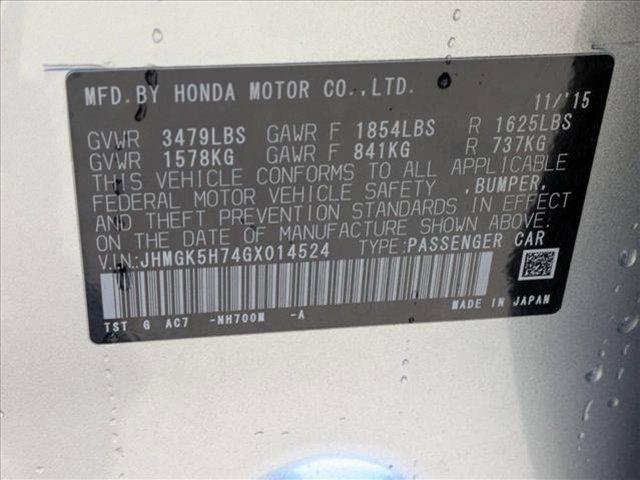 MFD.BY HONDA MOTOR CO.,LTD. 11/'15
GVWR 3479LBS GAWR F 1854LBS R 1625LBS
GVWR 1578KG GAWR F 841KG R 737KG
THIS VEHICLE CONFORMS TO ALL APPLICABLE
FEDERAL MOTOR VEHICLE SAFETY ,BUMPER,
AND THEFT PREVENTION STANDARDS IN EFFECT
ON THE DATE OF MANUFACTURE SHOWN ABOVE.
V.I.N:JHMGK5H74GX014524 TYPE:PASSENGER CAR
TST G AC7 -NH700M -A MADE IN JAPAN